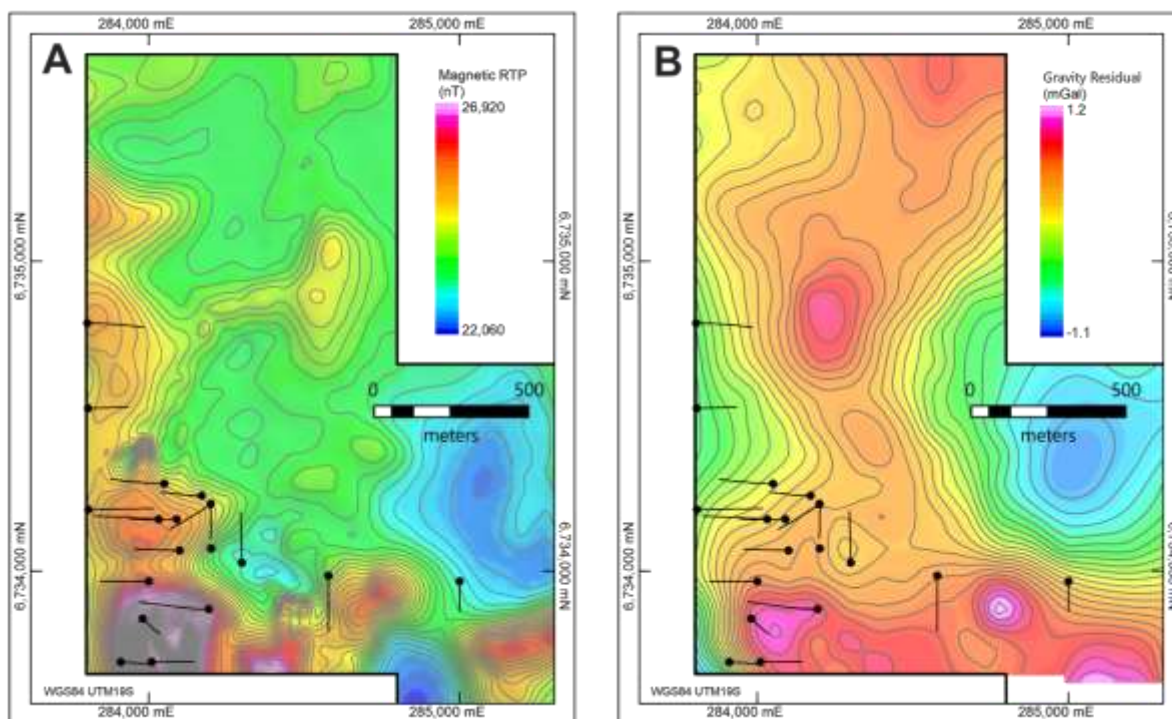 284,000 mE
285,000 mE
A
Magnetic RTP
(nT)
26,920
22,060
6,735,000 mN
6,735,000 mN
0
500
meters
6,734,000 mN
6,734,000 mN
WGS84 UTM19S
284,000 mE
285,000 mE
284,000 mE
285,000 mE
B
Gravity Residual
(mGal)
1.2
-1.1
6,735,000 mN
0
500
meters
6,734,000 mN
WGS84 UTM19S
284,000 mE
285,000 mE